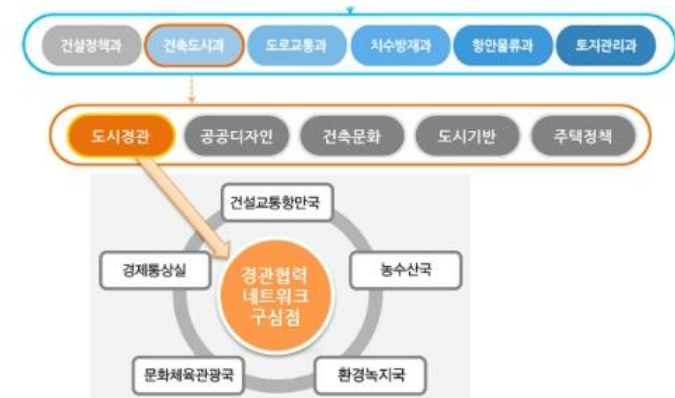 건설정책과
건축도시과
도로교통과
치수방재과
항만물류과
토지관리과
도시경관
공공디자인
건축문화
도시기반
주택정책
건설교통항만국
경제통상실
농수산국
경관협력
네트워크
구심점
문화체육관광국
환경녹지국